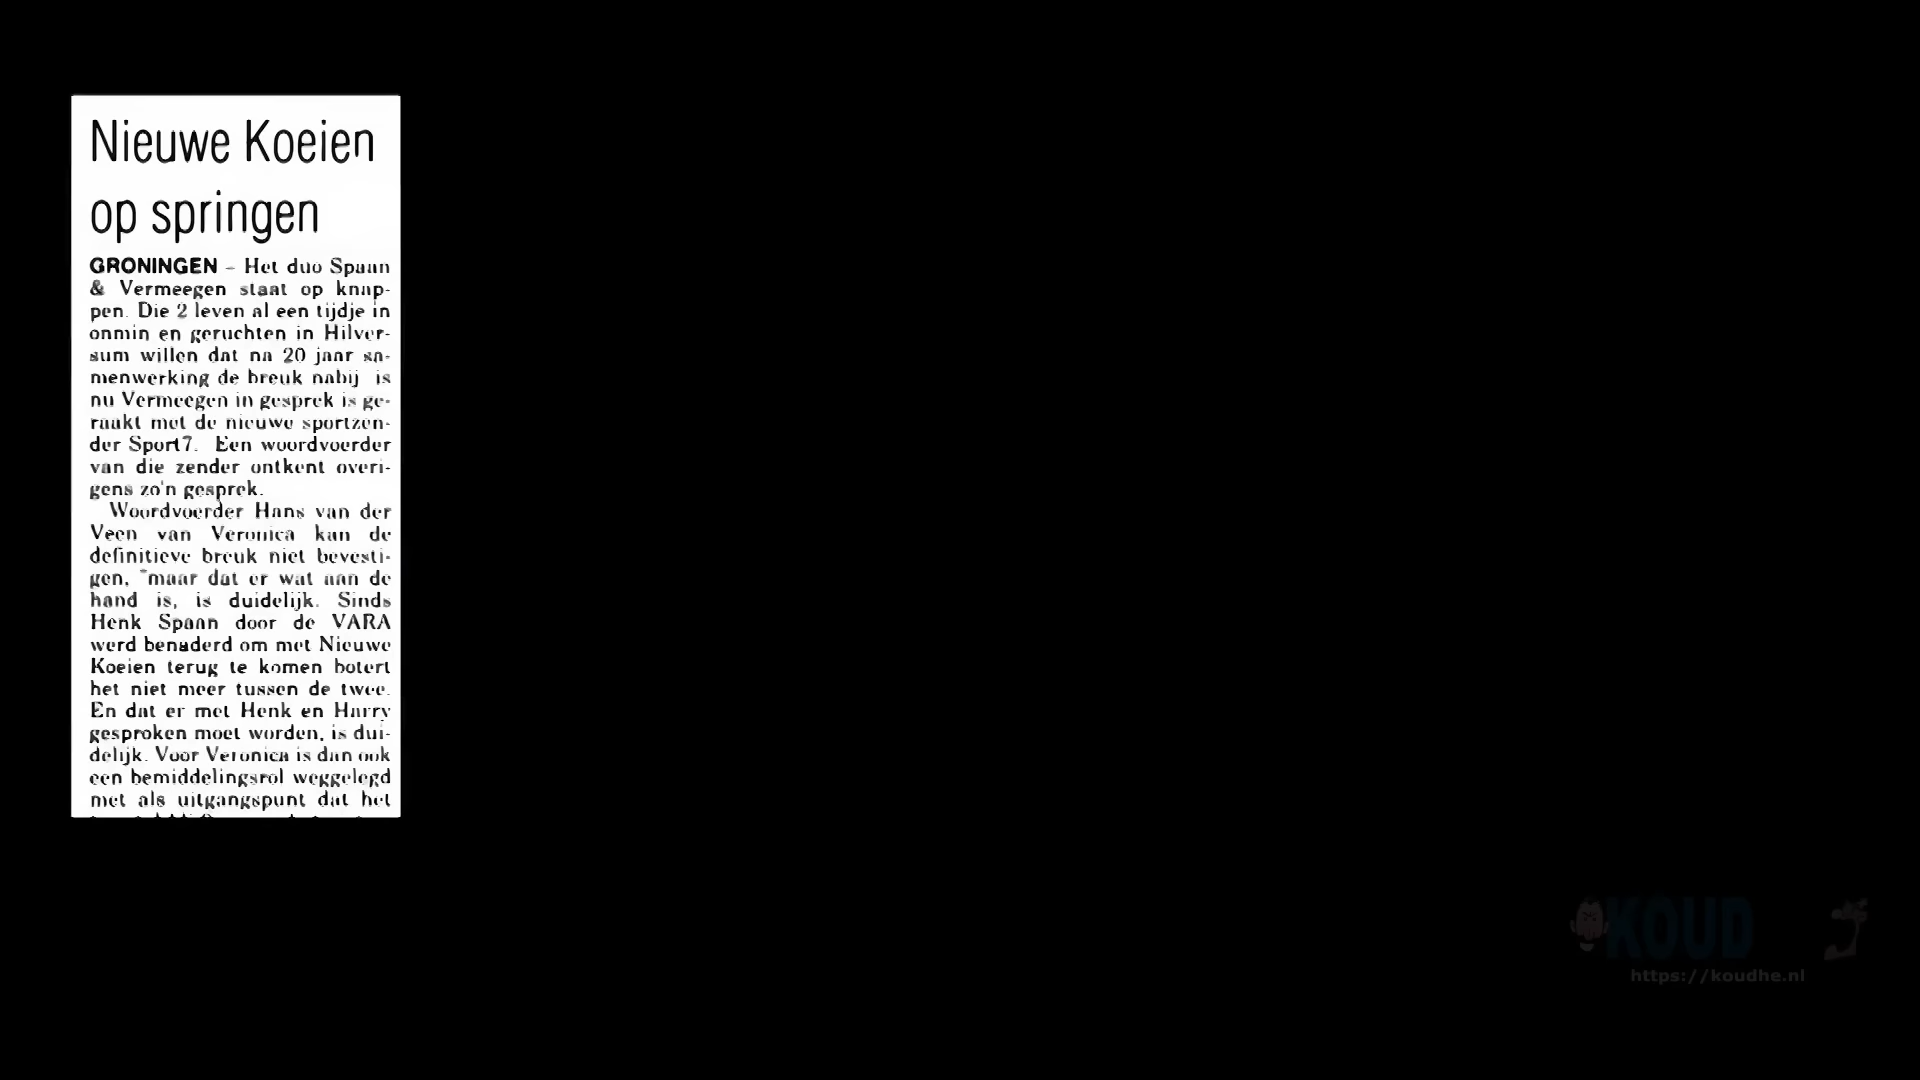 Nieuwe Koeien
op springen
GRONINGEN – Het duo Spaan
& Vermeegen staat op knap-
pen. Die 2 leven al een tijdje in
onmin en geruchten in Hilver-
sum willen dat na 20 jaar sa-
menwerking de breuk nabij is
nu Vermeegen in gesprek is ge-
raakt met de nieuwe sportzen-
der Sport7. Een woordvoerder
van die zender ontkent overi-
gens zo'n gesprek.
Woordvoerder Hans van der
Veen van Veronica kan de
definitieve breuk niet bevesti-
gen, "maar dat er wat aan de
hand is, is duidelijk. Sinds
Henk Spaan door de VARA
werd benaderd om met Nieuwe
Koeien terug te komen botert
het niet meer tussen de twee.
En dat er met Henk en Harry
gesproken moet worden, is dui-
delijk. Voor Veronica is dan ook
een bemiddelingsrol weggelegd
met als uitgangspunt dat het
KOUD
https://koudhe.nl